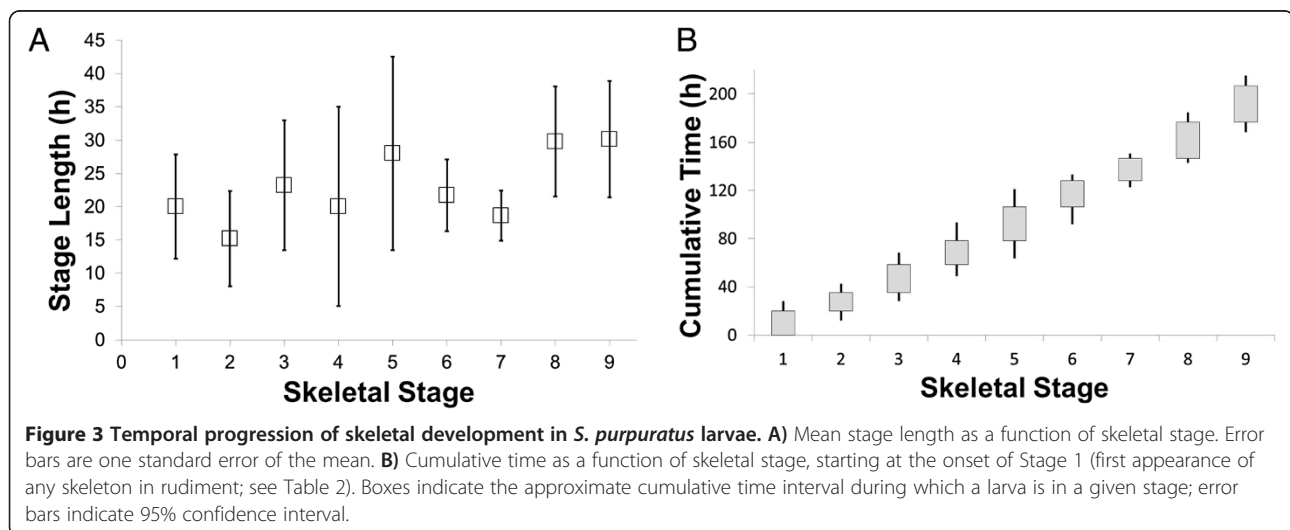 A
Stage Length (h)
45
40
35
30
25
20
15
10
5
0
0 1 2 3 4 5 6 7 8 9
Skeletal Stage
B
Cumulative Time (h)
200
160
120
80
40
0
1 2 3 4 5 6 7 8 9
Skeletal Stage
Figure 3 Temporal progression of skeletal development in S. purpuratus larvae. A) Mean stage length as a function of skeletal stage. Error
bars are one standard error of the mean. B) Cumulative time as a function of skeletal stage, starting at the onset of Stage 1 (first appearance of
any skeleton in rudiment; see Table 2). Boxes indicate the approximate cumulative time interval during which a larva is in a given stage; error
bars indicate 95% confidence interval.